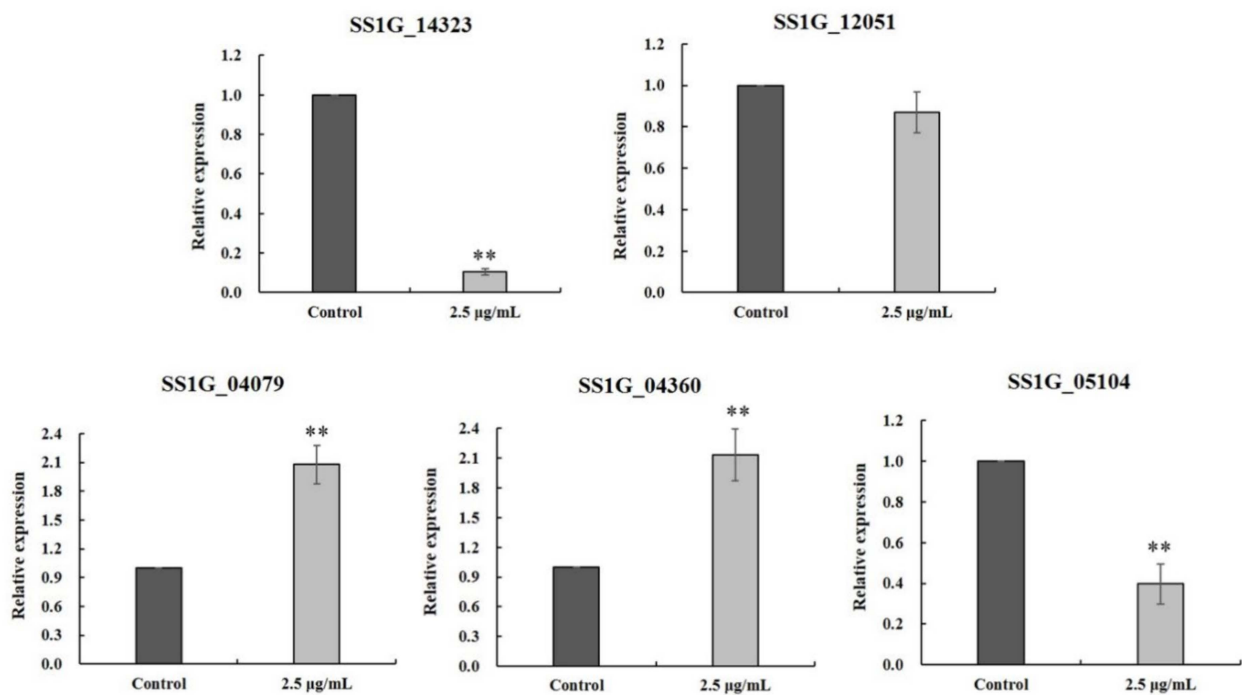 SS1G_14323
Relative expression
1.2
1.0
0.8
0.6
0.4
0.2
0.0
**
Control
2.5 μg/mL
SS1G_12051
Relative expression
1.2
1.0
0.8
0.6
0.4
0.2
0.0
Control
2.5 μg/mL
SS1G_04079
Relative expression
2.4
2.1
1.8
1.5
1.2
0.9
0.6
0.3
0.0
**
Control
2.5 μg/mL
SS1G_04360
Relative expression
2.4
2.1
1.8
1.5
1.2
0.9
0.6
0.3
0.0
**
Control
2.5 μg/mL
SS1G_05104
Relative expression
1.2
1.0
0.8
0.6
0.4
0.2
0.0
**
Control
2.5 μg/mL